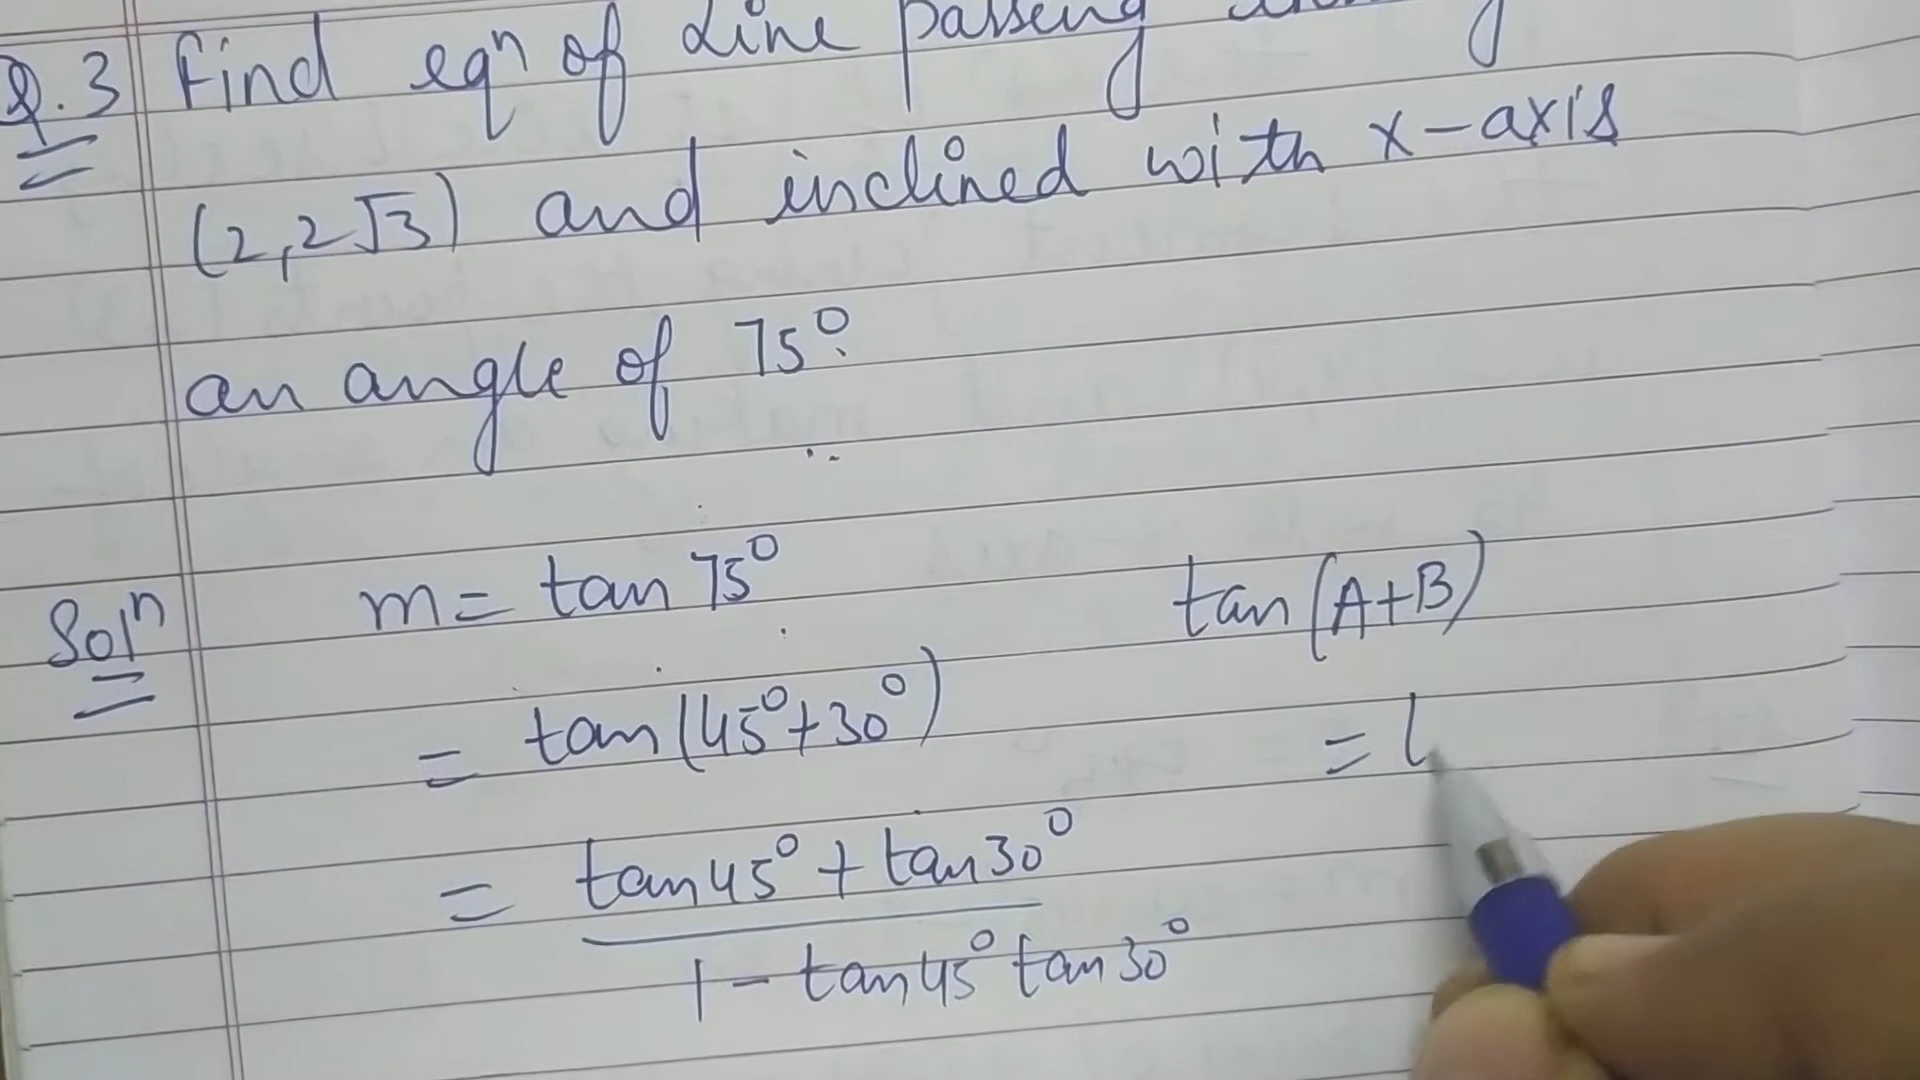 Q.3 Find eqⁿ of Line passeng
(2,2√3) and inclined with x-axis
an angle of 75°.
Solⁿ m = tan 75°
= tan(45°+30°)
= tan45° + tan30°
1 - tan45° tan30°
tan(A+B)
=